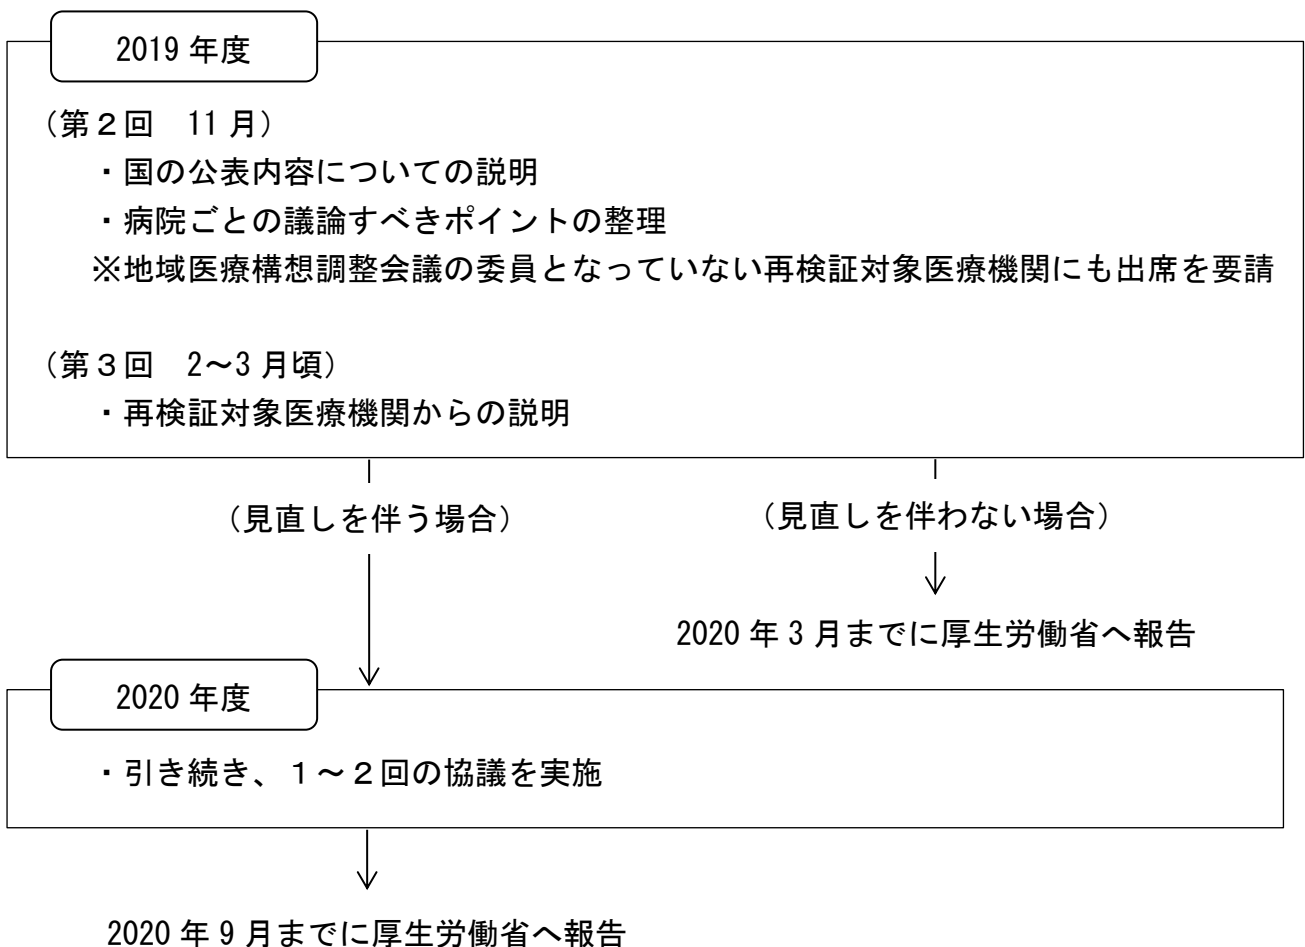 2019 年度
（第２回　11 月）
・国の公表内容についての説明
・病院ごとの議論すべきポイントの整理
※地域医療構想調整会議の委員となっていない再検証対象医療機関にも出席を要請
（第３回　2～3 月頃）
・再検証対象医療機関からの説明
（見直しを伴う場合）
（見直しを伴わない場合）
2020 年 3 月までに厚生労働省へ報告
2020 年度
・引き続き、１～２回の協議を実施
2020 年 9 月までに厚生労働省へ報告